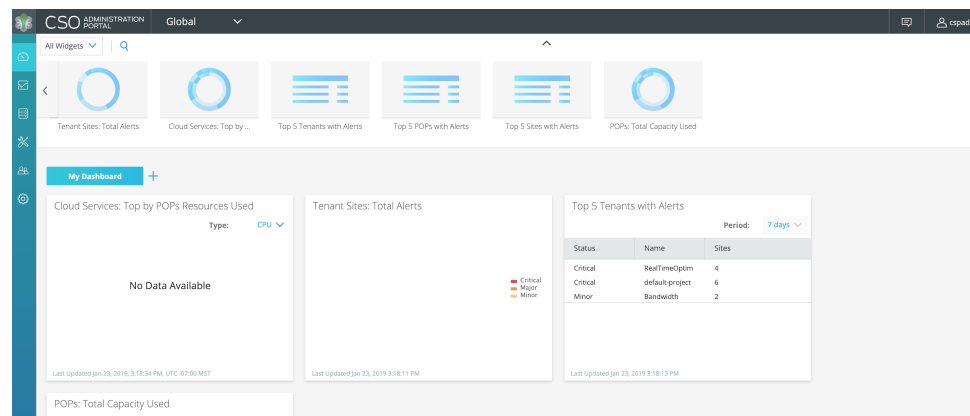 CSO ADMINISTRATION PORTAL Global cspad
All Widgets
Tenant Sites: Total Alerts Cloud Services: Top by ... Top 5 Tenants with Alerts Top 5 POPs with Alerts Top 5 Sites with Alerts POPs: Total Capacity Used
My Dashboard
Cloud Services: Top by POPs Resources Used
Type: CPU
No Data Available
Last Updated Jan 23, 2019, 3:18:34 PM, UTC -07:00 MST
Tenant Sites: Total Alerts
Critical
Major
Minor
Last Updated Jan 23, 2019 3:18:11 PM
Top 5 Tenants with Alerts
Period: 7 days
Status Name Sites
Critical RealTimeOptim 4
Critical default-project 6
Minor Bandwidth 2
Last Updated Jan 23, 2019 3:18:13 PM
POPs: Total Capacity Used